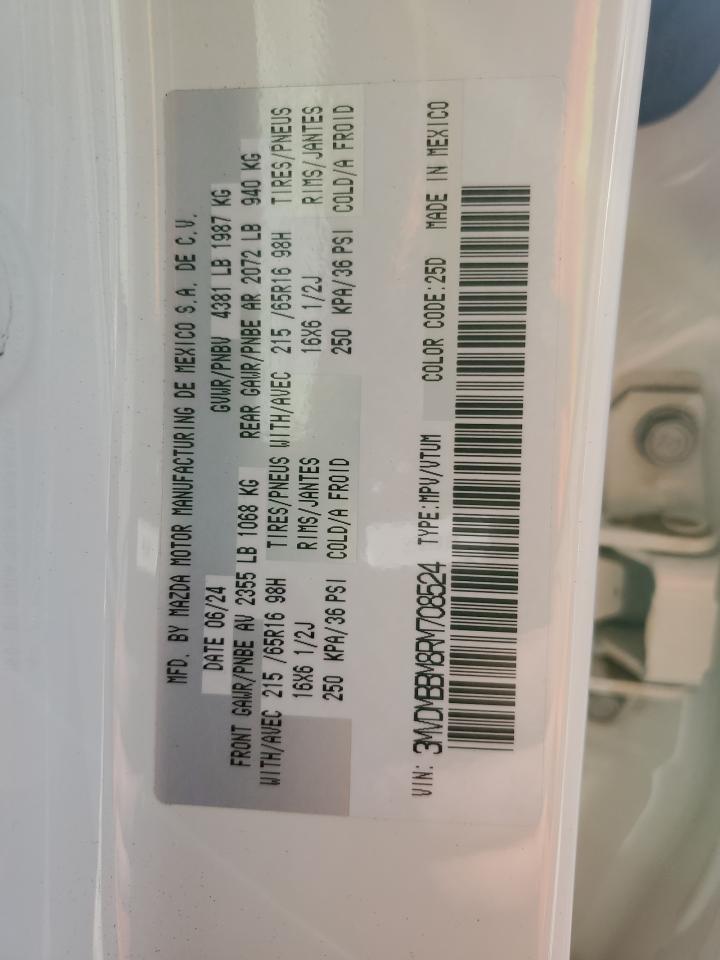 MFD. BY MAZDA MOTOR MANUFACTURING DE MEXICO S.A. DE C.V.
DATE 06/24 GVWR/PNBV 4381 LB 1987 KG
FRONT GAWR/PNBE AV 2355 LB 1068 KG REAR GAWR/PNBE AR 2072 LB 940 KG
WITH/AVEC 215 /65R16 98H TIRES/PNEUS WITH/AVEC 215 /65R16 98H TIRES/PNEUS
16X6 1/2J RIMS/JANTES 16X6 1/2J RIMS/JANTES
250 KPA/36 PSI COLD/A FROID 250 KPA/36 PSI COLD/A FROID
VIN: 3MVDMBBM8RM708524 TYPE:MPV/VTUM COLOR CODE:25D MADE IN MEXICO